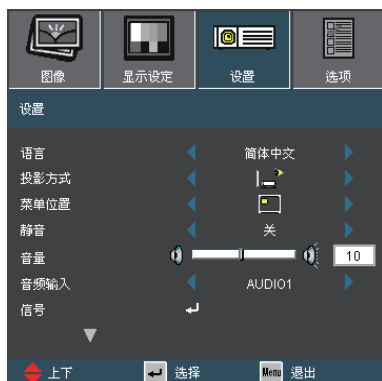 图像 显示设定 设置 选项
设置
语言 简体中文
投影方式
菜单位置
静音 关
音量 10
音频输入 AUDIO1
信号
上下 选择 Menu 退出